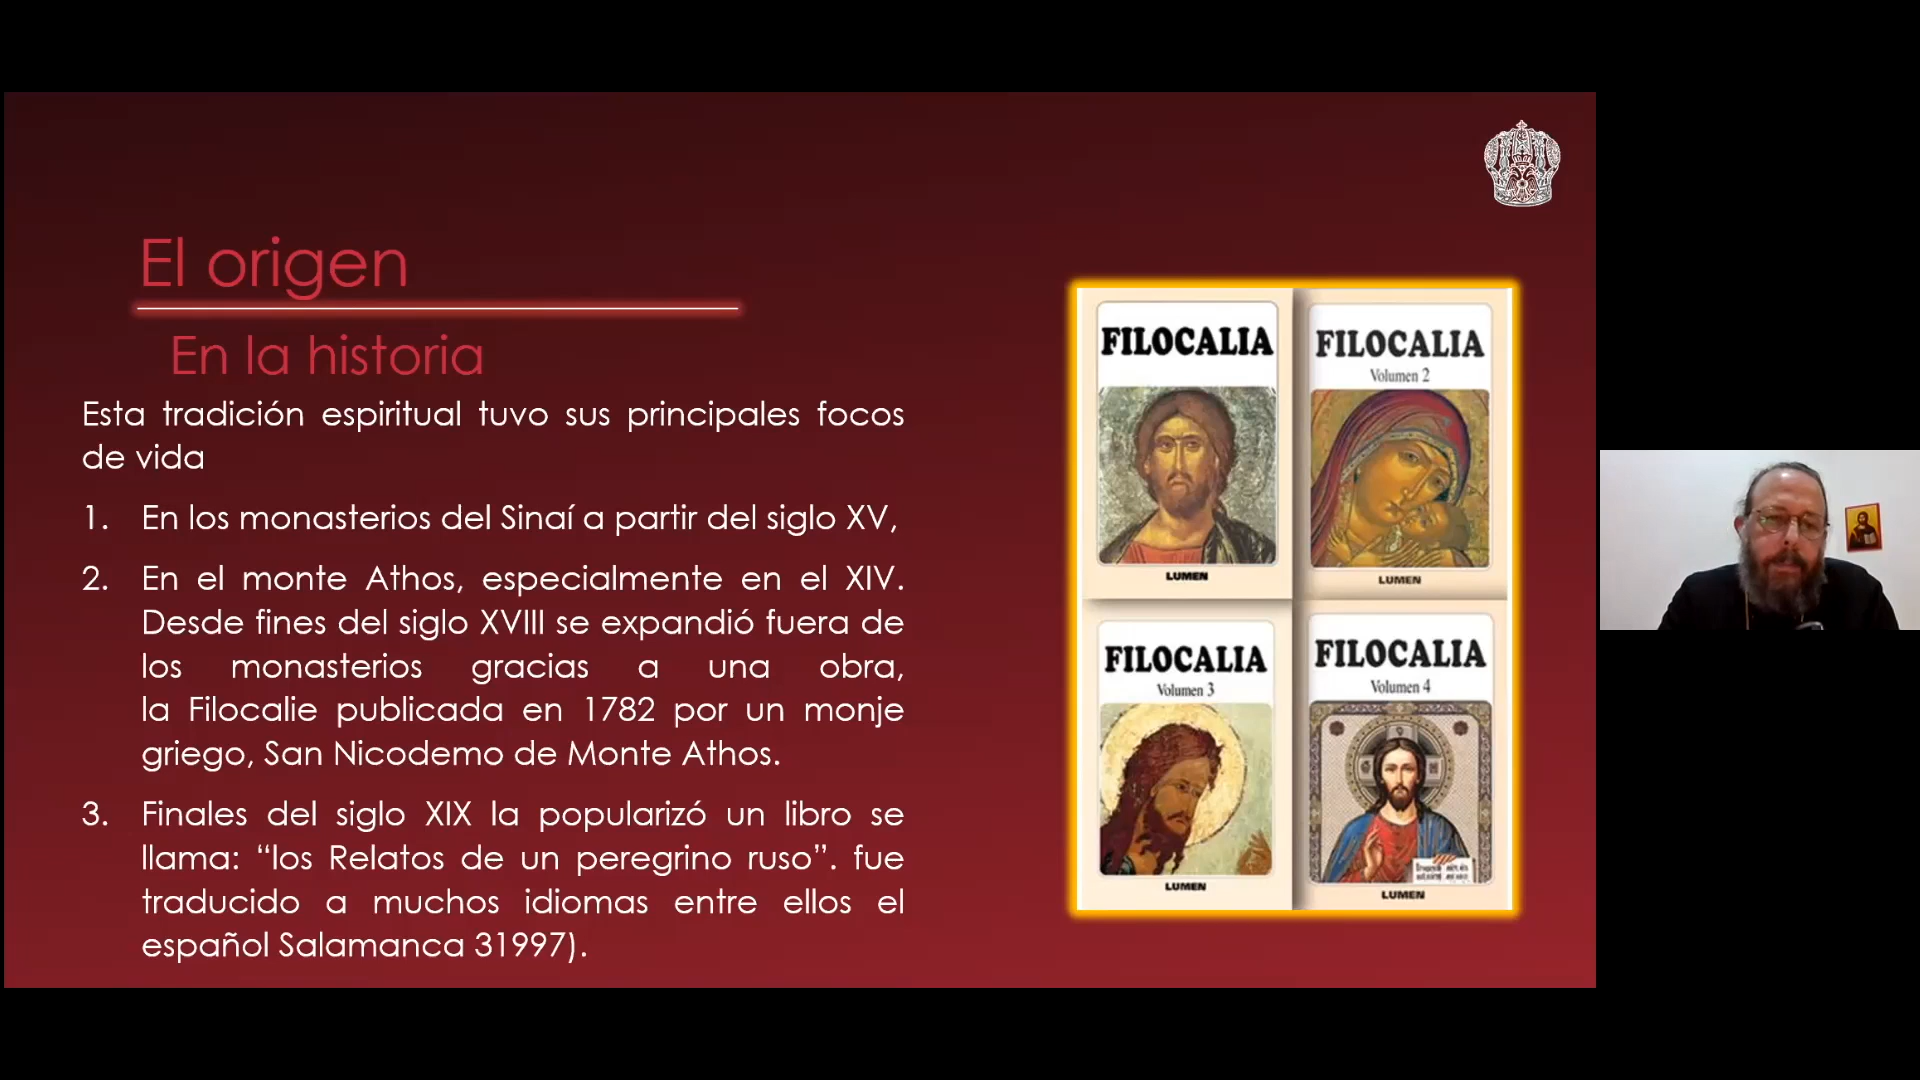 El origen
En la historia
Esta tradición espiritual tuvo sus principales focos
de vida
1. En los monasterios del Sinaí a partir del siglo XV,
2. En el monte Athos, especialmente en el XIV.
Desde fines del siglo XVIII se expandió fuera de
los monasterios gracias a una obra,
la Filocalie publicada en 1782 por un monje
griego, San Nicodemo de Monte Athos.
3. Finales del siglo XIX la popularizó un libro se
llama: “los Relatos de un peregrino ruso”. fue
traducido a muchos idiomas entre ellos el
español Salamanca 31997).
FILOCALIA
LUMEN
FILOCALIA
Volumen 2
LUMEN
FILOCALIA
Volumen 3
LUMEN
FILOCALIA
Volumen 4
LUMEN